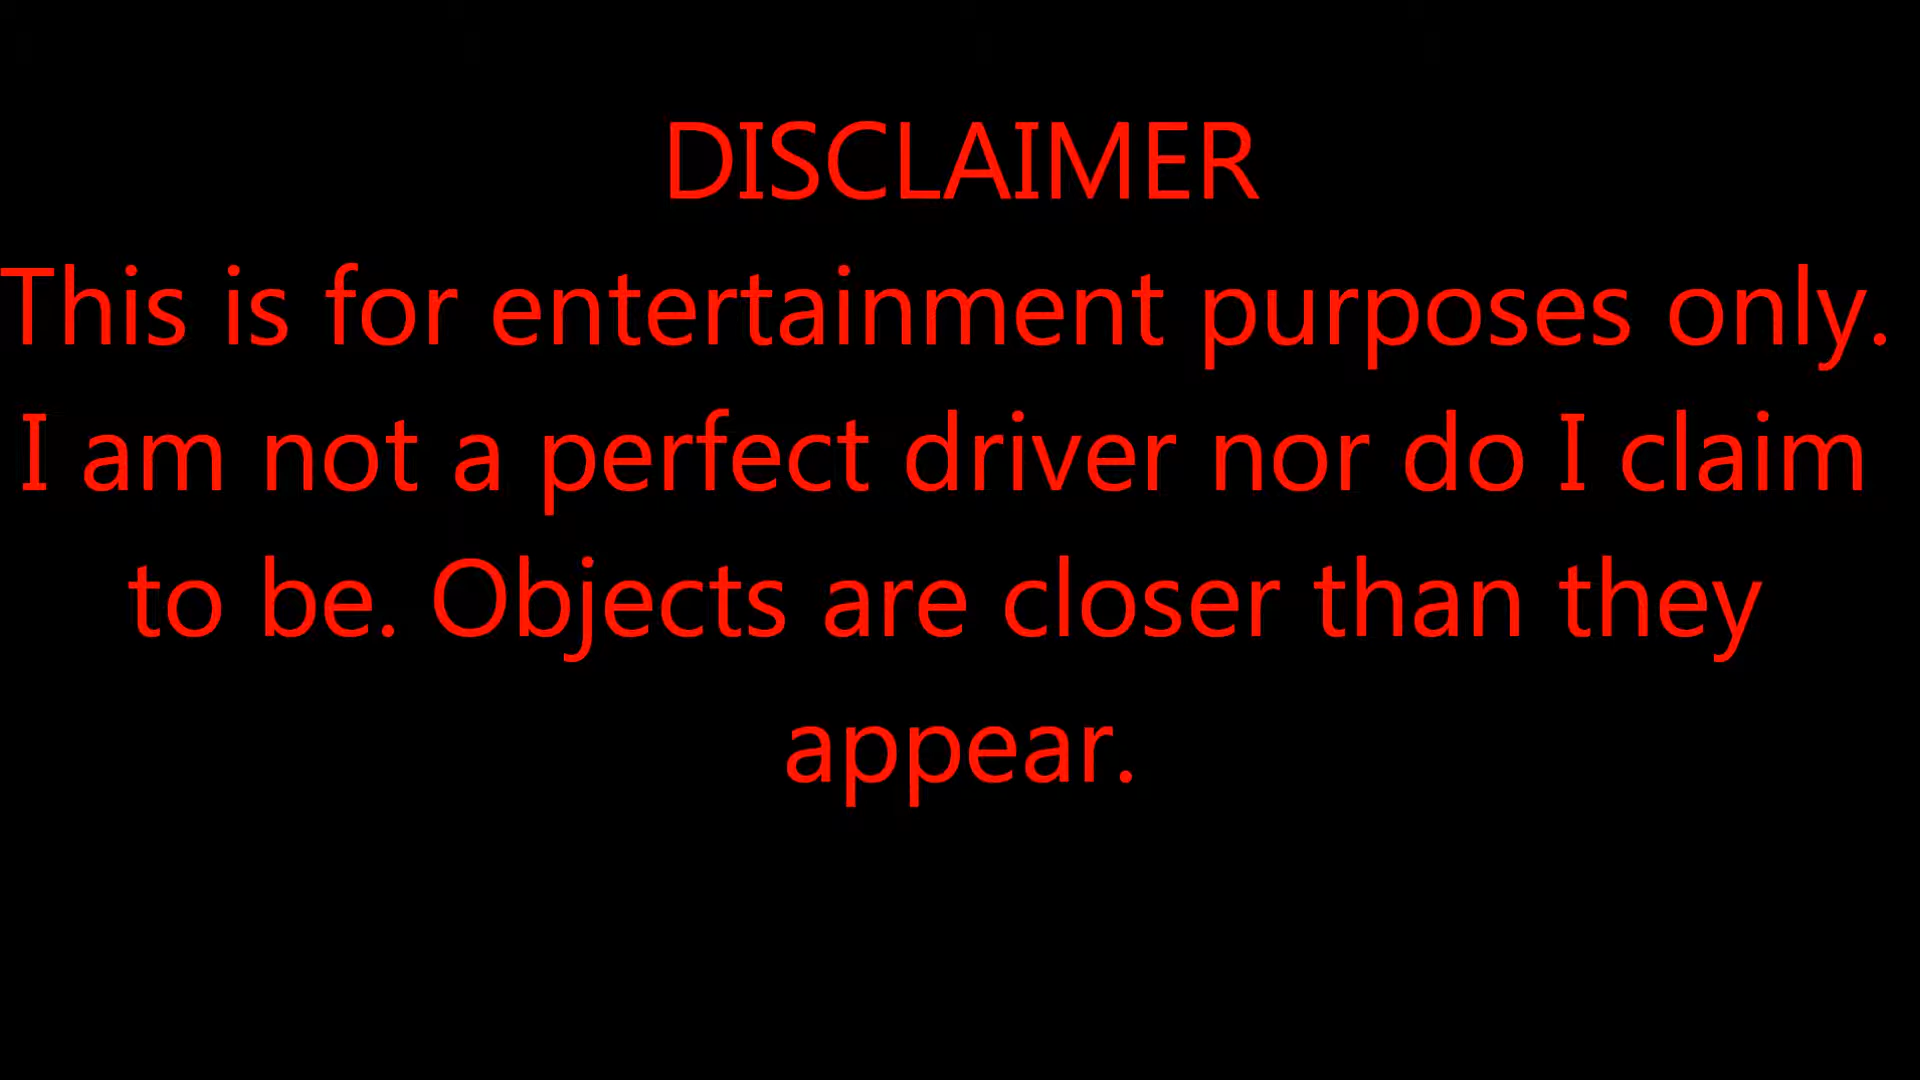 DISCLAIMER
This is for entertainment purposes only.
I am not a perfect driver nor do I claim
to be. Objects are closer than they
appear.